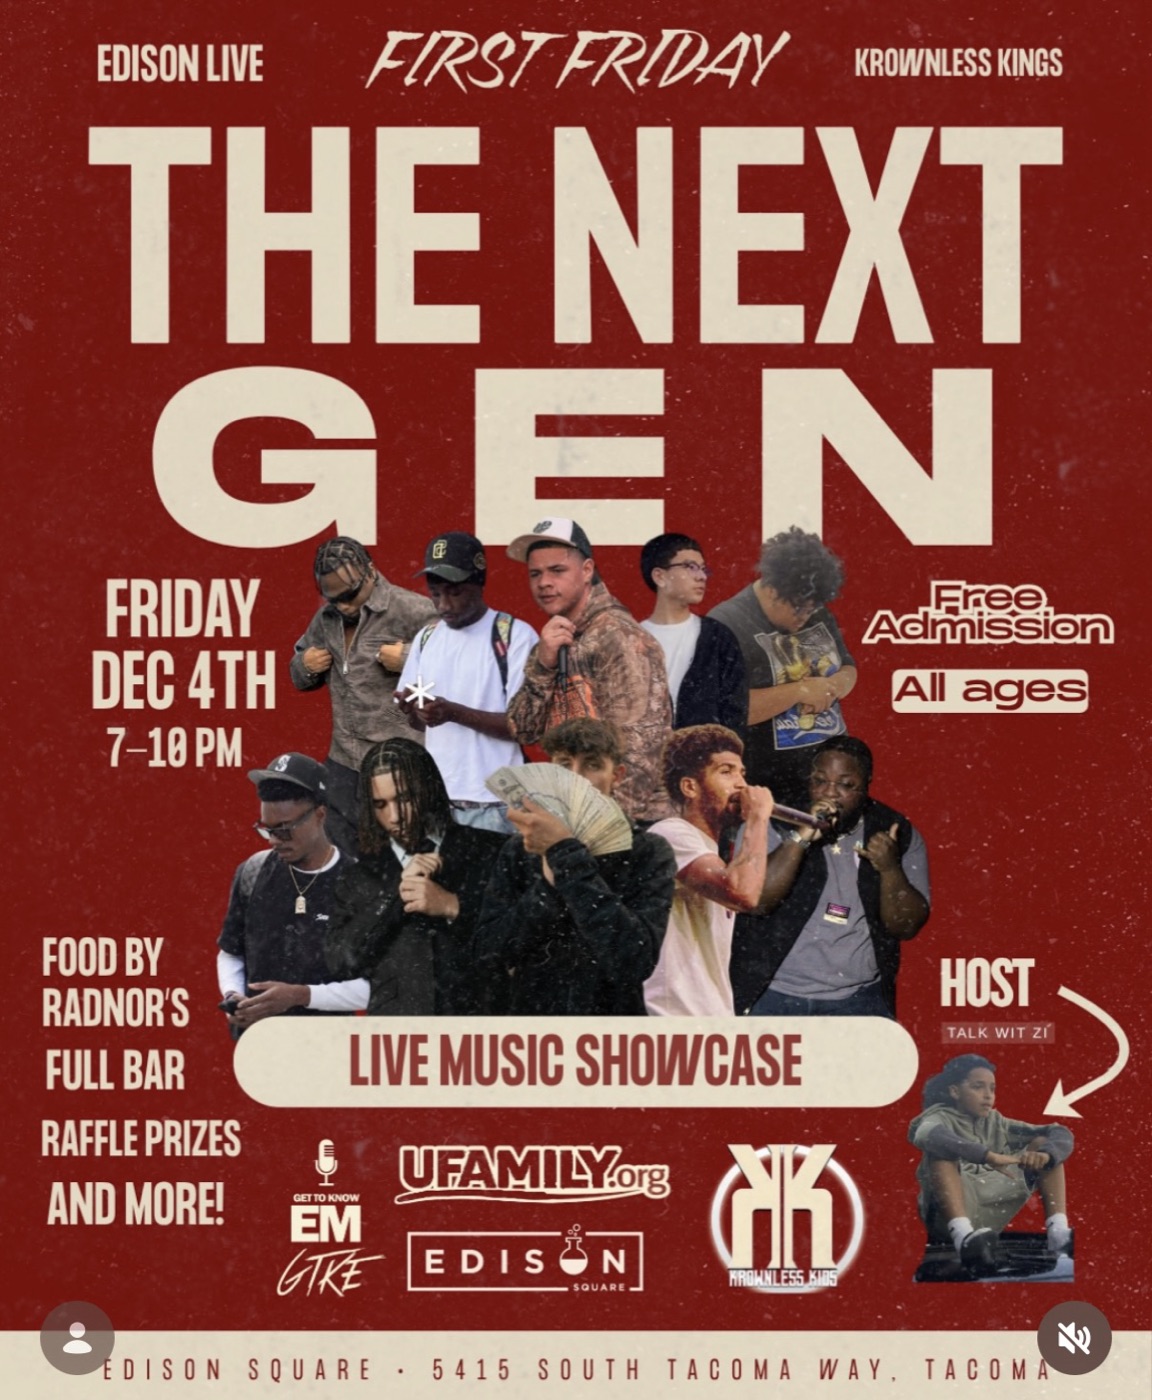 EDISON LIVE
FIRST FRIDAY
KROWNLESS KINGS
THE NEXT
GEN
FRIDAY
DEC 4TH
7–10 PM
Free
Admission
All ages
FOOD BY
RADNOR'S
FULL BAR
RAFFLE PRIZES
AND MORE!
LIVE MUSIC SHOWCASE
HOST
TALK WIT ZI
GET TO KNOW
EM
GTKE
UFAMILY.org
EDISON
SQUARE
KK
KROWNLESS KIDS
EDISON SQUARE • 5415 SOUTH TACOMA WAY, TACOMA